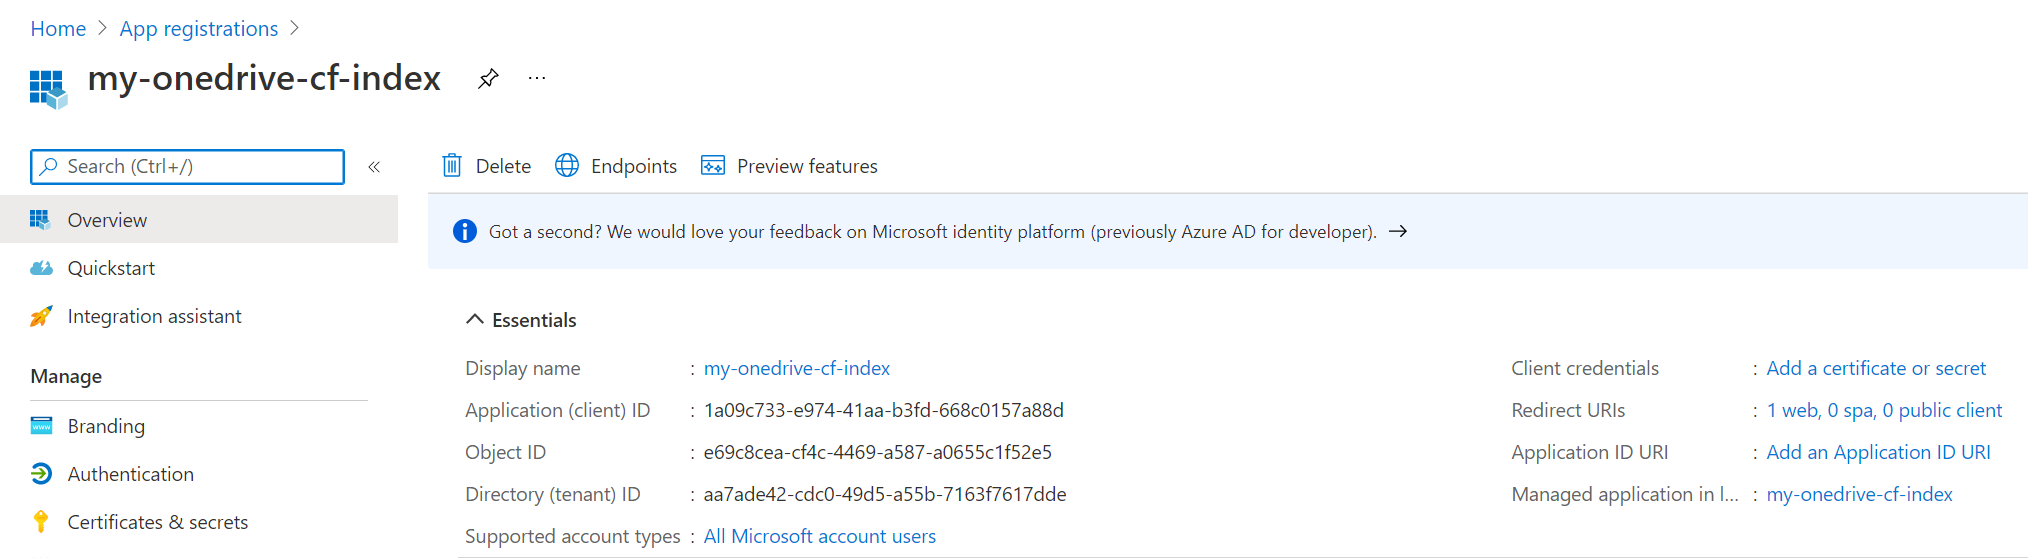 Home > App registrations >
my-onedrive-cf-index ...
Search (Ctrl+/) «
Delete Endpoints Preview features
Overview
Got a second? We would love your feedback on Microsoft identity platform (previously Azure AD for developer). →
Quickstart
Integration assistant
Manage
Branding
Authentication
Certificates & secrets
Essentials
Display name : my-onedrive-cf-index
Application (client) ID : 1a09c733-e974-41aa-b3fd-668c0157a88d
Object ID : e69c8cea-cf4c-4469-a587-a0655c1f52e5
Directory (tenant) ID : aa7ade42-cdc0-49d5-a55b-7163f7617dde
Supported account types : All Microsoft account users
Client credentials : Add a certificate or secret
Redirect URIs : 1 web, 0 spa, 0 public client
Application ID URI : Add an Application ID URI
Managed application in l... : my-onedrive-cf-index